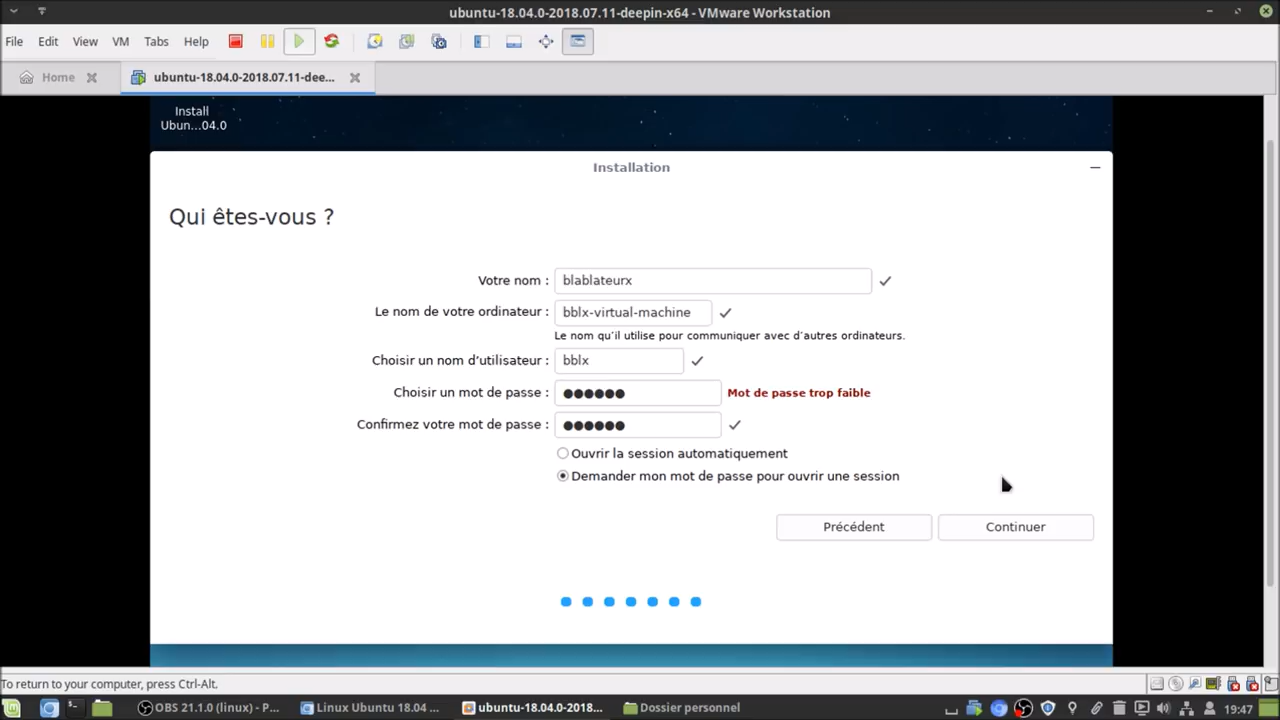 ubuntu-18.04.0-2018.07.11-deepin-x64 - VMware Workstation
File Edit View VM Tabs Help
Home ubuntu-18.04.0-2018.07.11-dee...
Install
Ubun...04.0
Installation
Qui êtes-vous ?
Votre nom : blablateurx
Le nom de votre ordinateur : bblx-virtual-machine
Le nom qu’il utilise pour communiquer avec d’autres ordinateurs.
Choisir un nom d’utilisateur : bblx
Choisir un mot de passe : ●●●●●● Mot de passe trop faible
Confirmez votre mot de passe : ●●●●●●
Ouvrir la session automatiquement
Demander mon mot de passe pour ouvrir une session
Précédent Continuer
To return to your computer, press Ctrl-Alt.
OBS 21.1.0 (linux) - P... Linux Ubuntu 18.04 ... ubuntu-18.04.0-2018... Dossier personnel 19:47